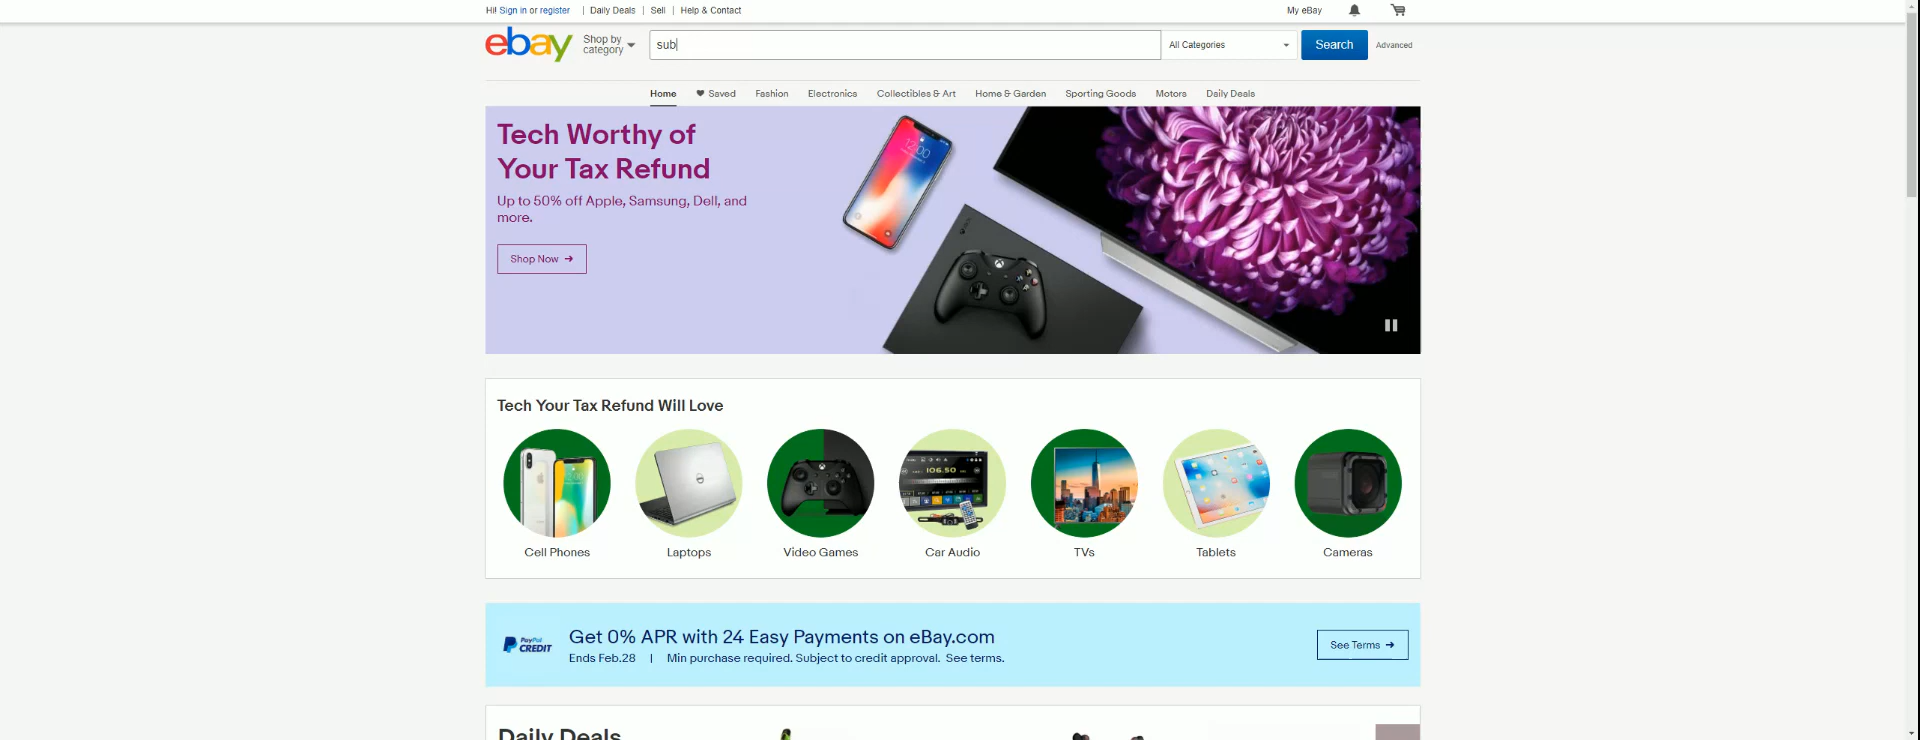 Hi! Sign in or register | Daily Deals | Sell | Help & Contact
My eBay
ebay
Shop by
category
sub
All Categories
Search
Advanced
Home
Saved
Fashion
Electronics
Collectibles & Art
Home & Garden
Sporting Goods
Motors
Daily Deals
Tech Worthy of
Your Tax Refund
Up to 50% off Apple, Samsung, Dell, and
more.
Shop Now →
12:00
Tech Your Tax Refund Will Love
106.50
Cell Phones
Laptops
Video Games
Car Audio
TVs
Tablets
Cameras
PayPal
CREDIT
Get 0% APR with 24 Easy Payments on eBay.com
Ends Feb.28 | Min purchase required. Subject to credit approval. See terms.
See Terms →
Daily Deals